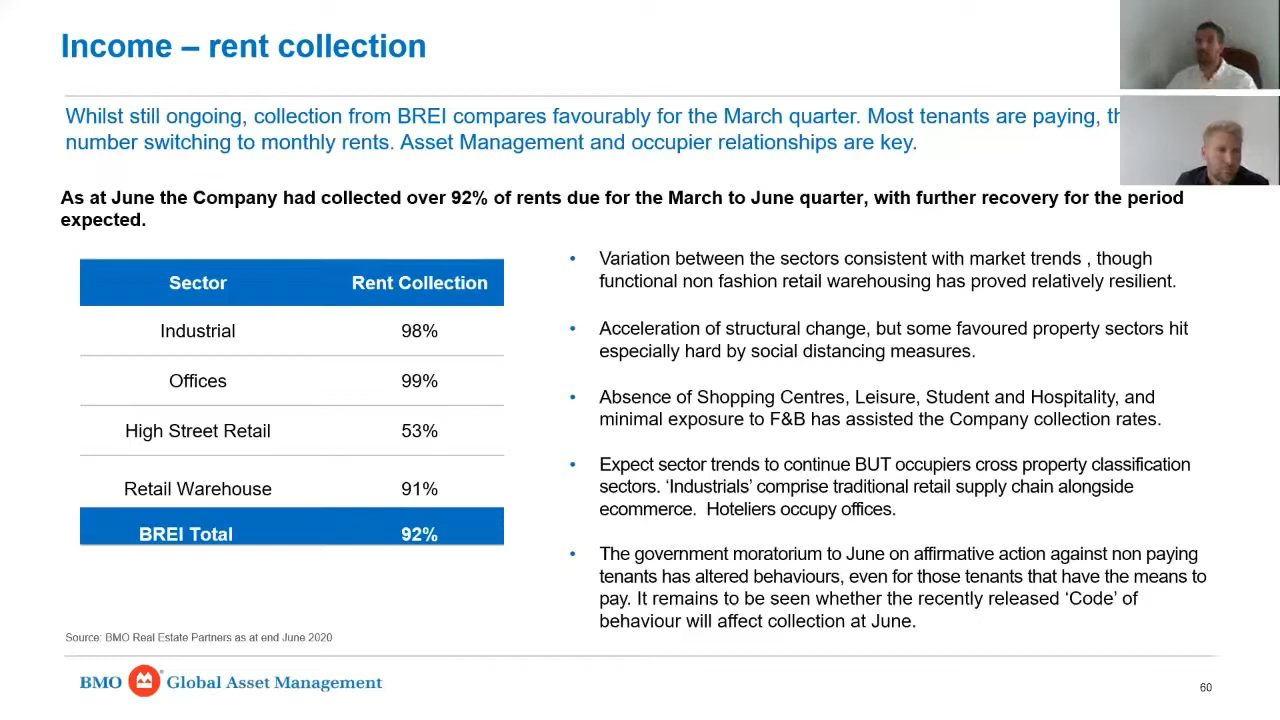 Income – rent collection
Whilst still ongoing, collection from BREI compares favourably for the March quarter. Most tenants are paying,
number switching to monthly rents. Asset Management and occupier relationships are key.
As at June the Company had collected over 92% of rents due for the March to June quarter, with further recovery for the period
expected.
Sector Rent Collection
Industrial 98%
Offices 99%
High Street Retail 53%
Retail Warehouse 91%
BREI Total 92%
• Variation between the sectors consistent with market trends , though
functional non fashion retail warehousing has proved relatively resilient.
• Acceleration of structural change, but some favoured property sectors hit
especially hard by social distancing measures.
• Absence of Shopping Centres, Leisure, Student and Hospitality, and
minimal exposure to F&B has assisted the Company collection rates.
• Expect sector trends to continue BUT occupiers cross property classification
sectors. ‘Industrials’ comprise traditional retail supply chain alongside
ecommerce. Hoteliers occupy offices.
• The government moratorium to June on affirmative action against non paying
tenants has altered behaviours, even for those tenants that have the means to
pay. It remains to be seen whether the recently released ‘Code’ of
behaviour will affect collection at June.
Source: BMO Real Estate Partners as at end June 2020
BMO Global Asset Management
60